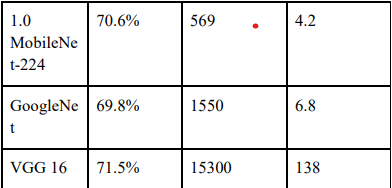 1.0 70.6% 569 4.2
MobileNe
t-224
GoogleNe 69.8% 1550 6.8
t
VGG 16 71.5% 15300 138